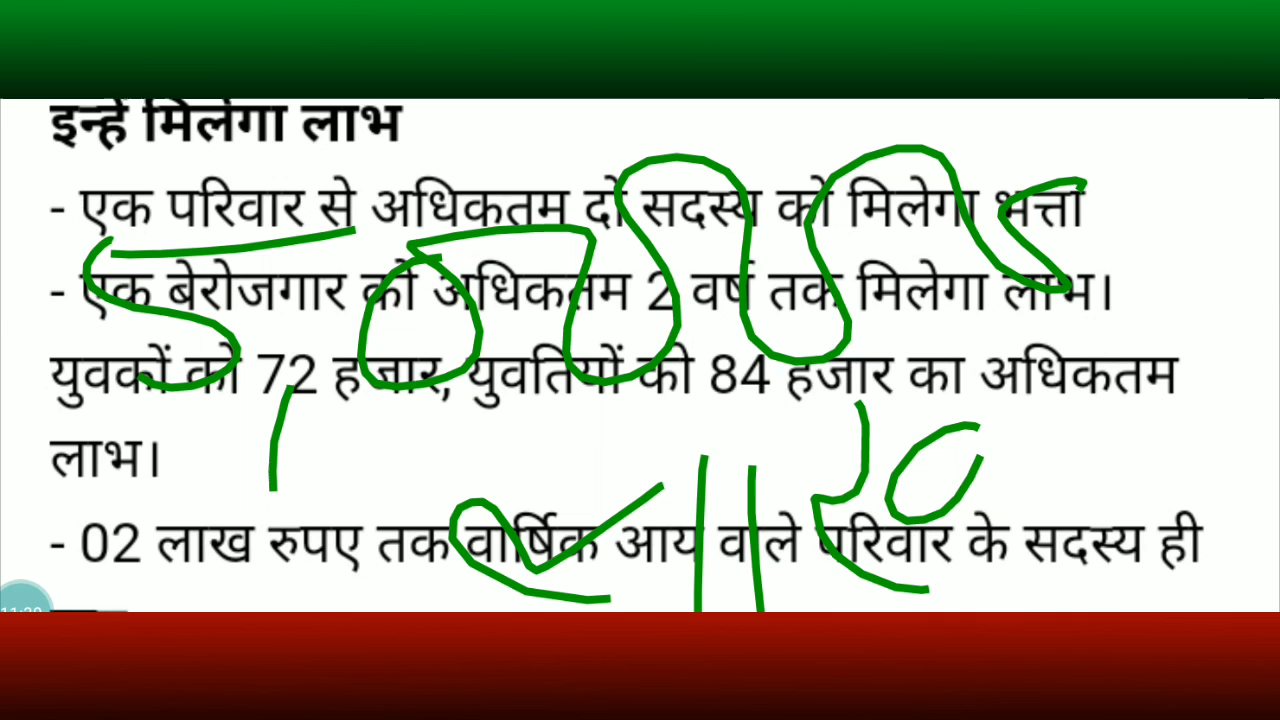 इन्हें मिलेगा लाभ
- एक परिवार से अधिकतम दो सदस्य को मिलेगा भत्ता
- एक बेरोजगार को अधिकतम 2 वर्ष तक मिलेगा लाभ।
युवकों को 72 हजार, युवतियों को 84 हजार का अधिकतम
लाभ।
- 02 लाख रुपए तक वार्षिक आय वाले परिवार के सदस्य ही